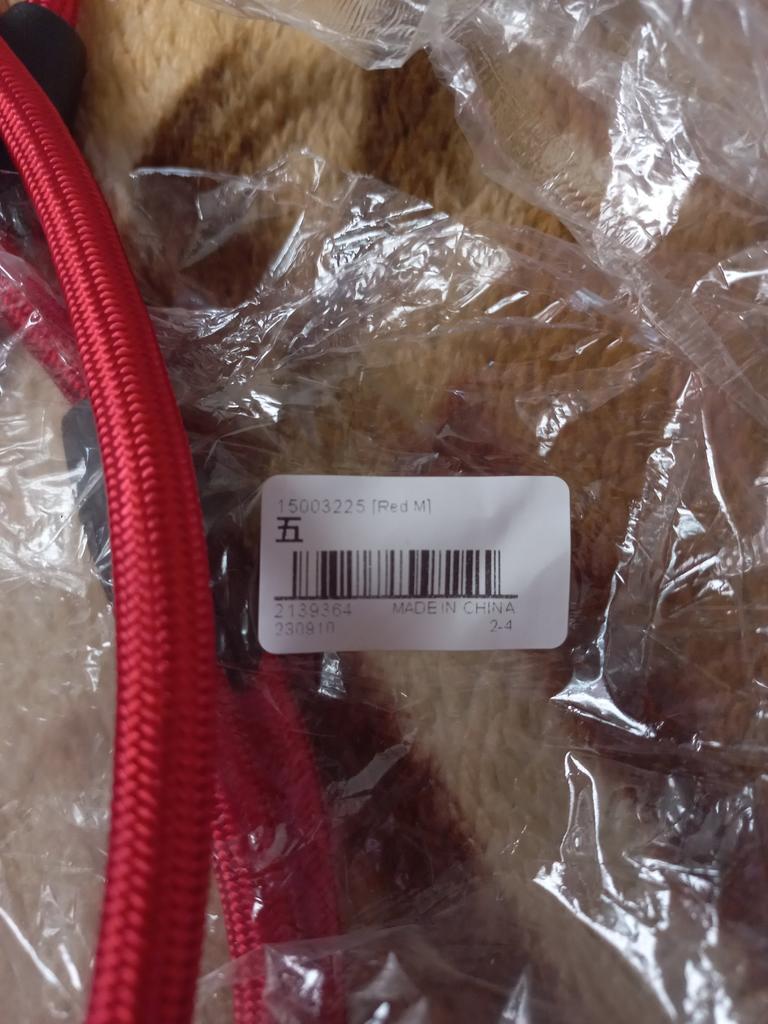 15003225 [Red M]
五
2139364 MADE IN CHINA
230910 2-4